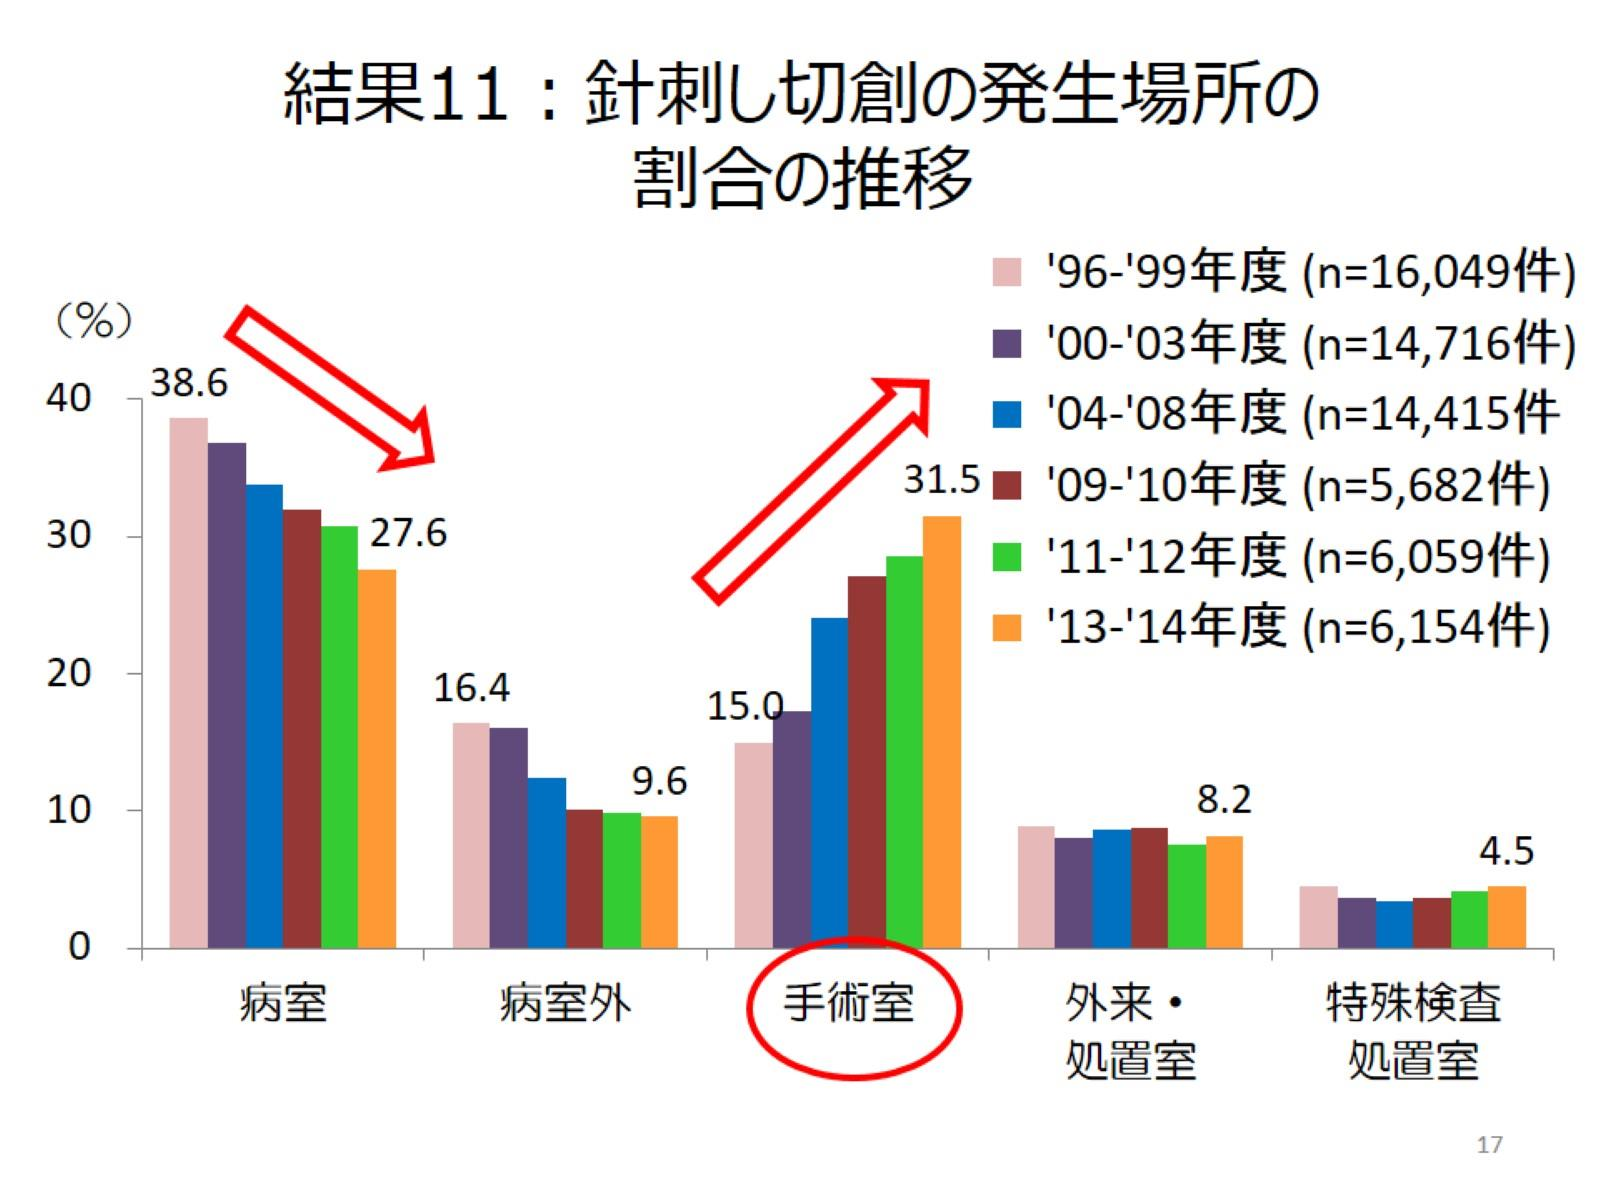 結果11：針刺し切創の発生場所の
割合の推移
'96-'99年度 (n=16,049件)
'00-'03年度 (n=14,716件)
'04-'08年度 (n=14,415件
'09-'10年度 (n=5,682件)
'11-'12年度 (n=6,059件)
'13-'14年度 (n=6,154件)
（%）
40
30
20
10
0
38.6
27.6
16.4
9.6
15.0
31.5
8.2
4.5
病室
病室外
手術室
外来・
処置室
特殊検査
処置室
17